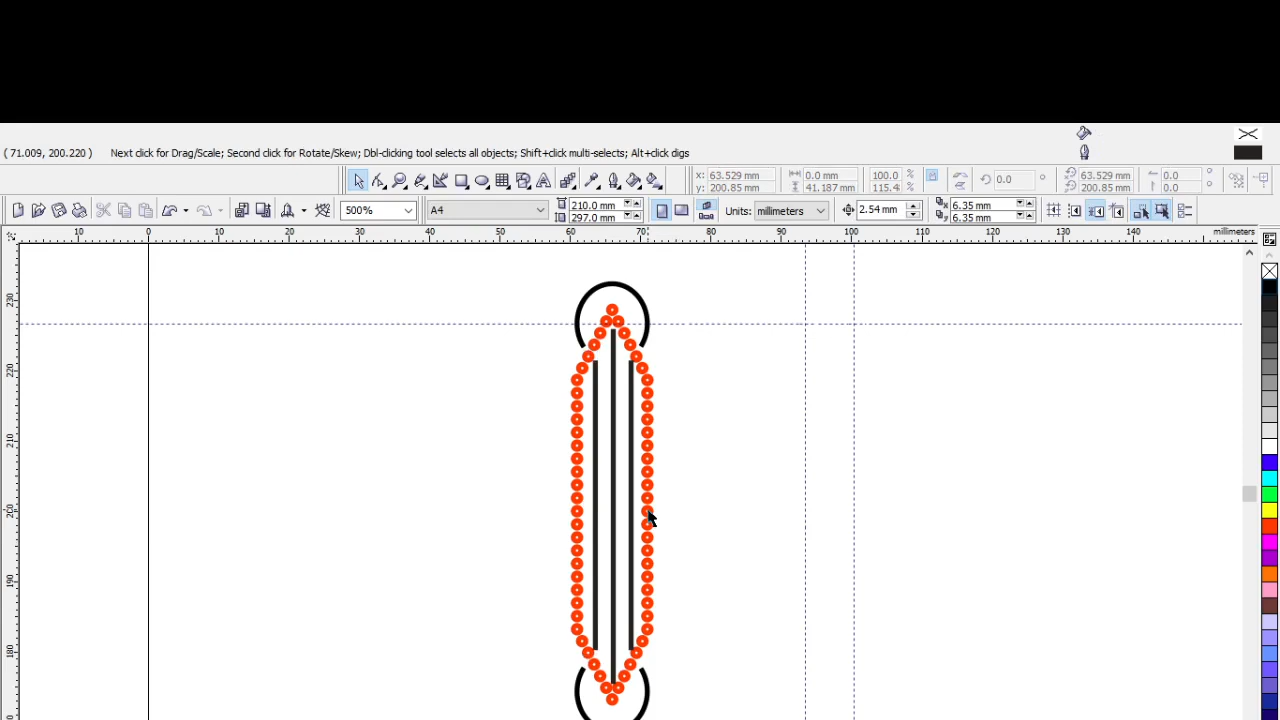 ( 71.009, 200.220 ) Next click for Drag/Scale; Second click for Rotate/Skew; Dbl-clicking tool selects all objects; Shift+click multi-selects; Alt+click digs
x: 63.529 mm 0.0 mm 100.0 % 0.0 ° 63.529 mm 0.0 °
y: 200.85 mm 41.187 mm 115.4 % 200.85 mm 0.0 °
500% A4 210.0 mm 297.0 mm Units: millimeters 2.54 mm 6.35 mm 6.35 mm
10 0 10 20 30 40 50 60 70 80 90 100 110 120 130 140 millimeters
230
220
210
200
190
180